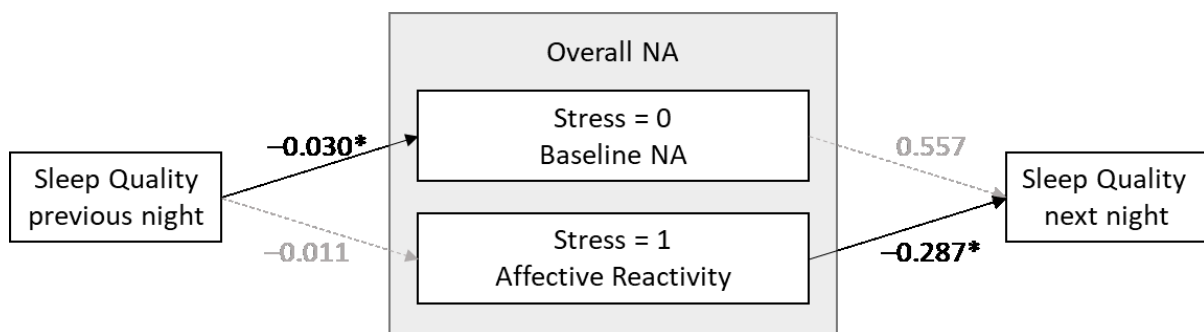 Overall NA
Stress = 0
Baseline NA
–0.030*
0.557
Sleep Quality
previous night
Sleep Quality
next night
–0.011
Stress = 1
Affective Reactivity
–0.287*